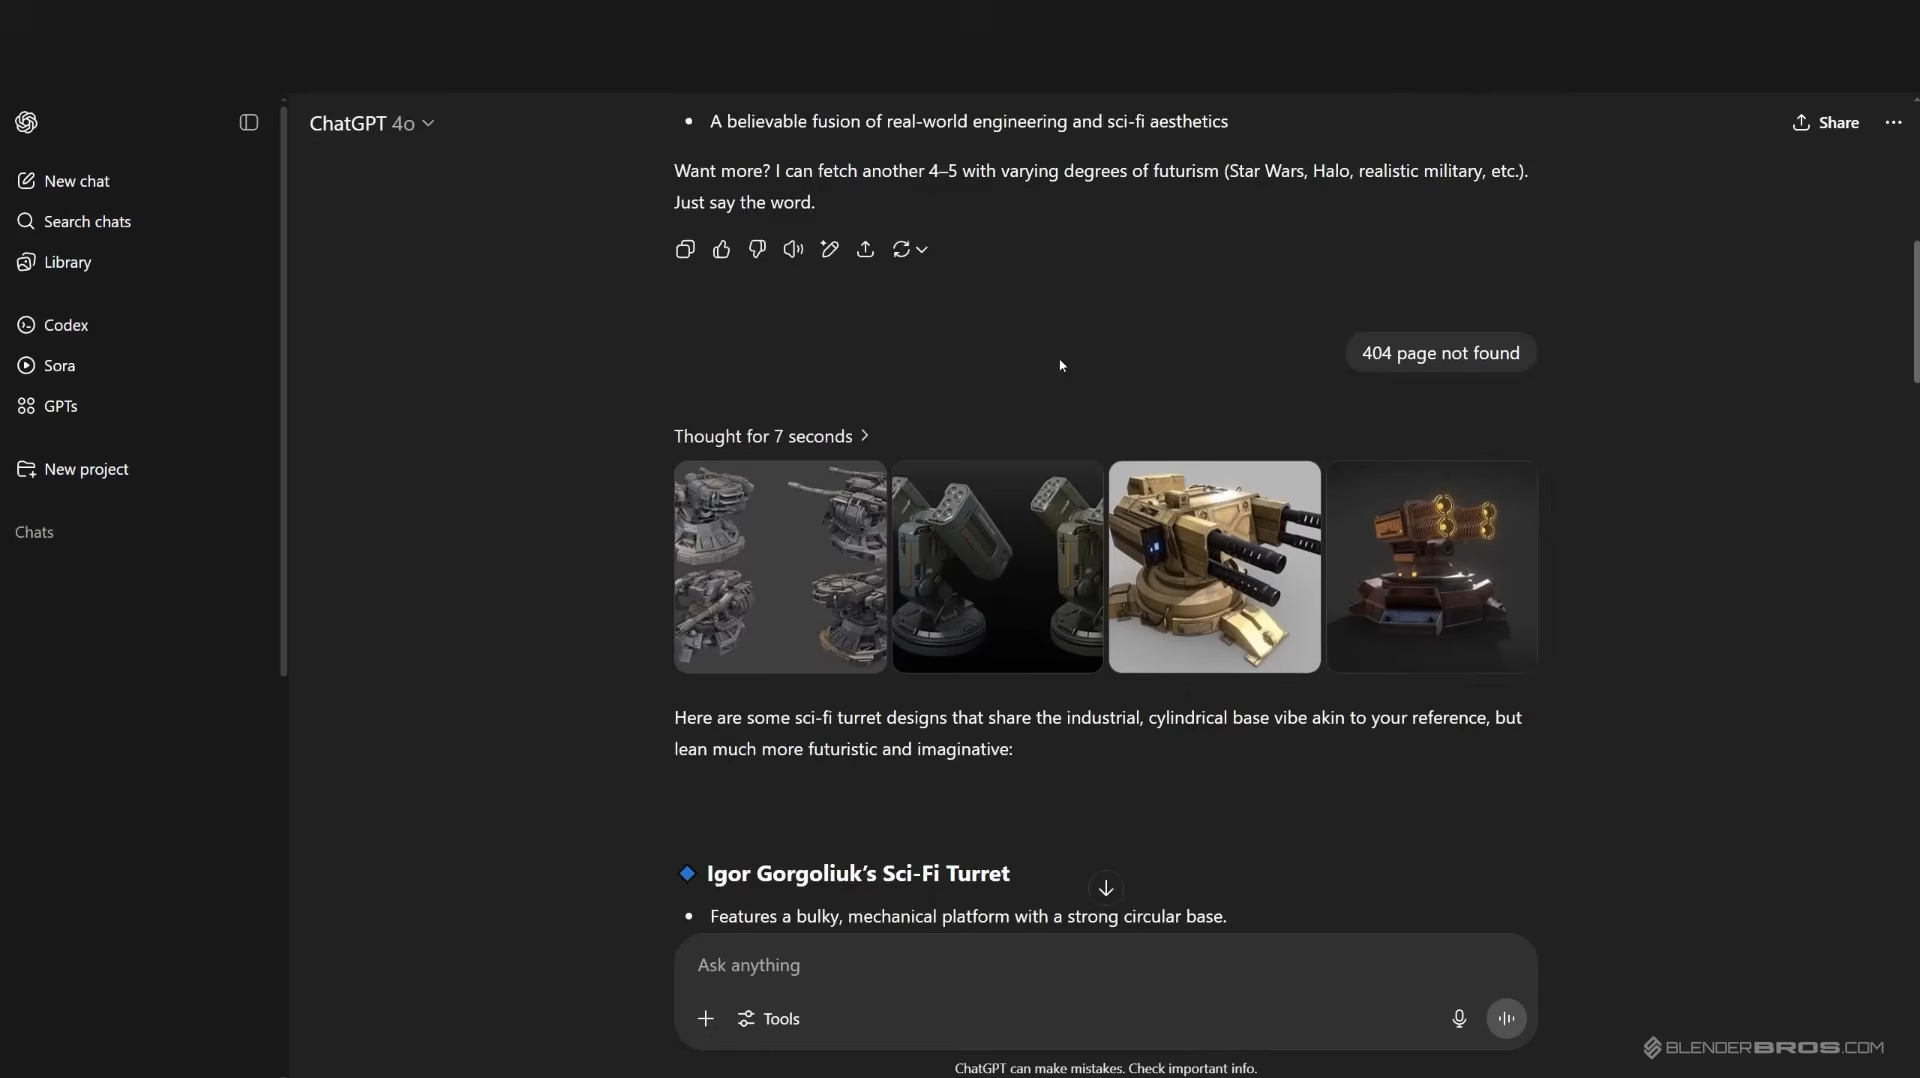 ChatGPT 4o
Share
New chat
Search chats
Library
Codex
Sora
GPTs
New project
Chats
• A believable fusion of real-world engineering and sci-fi aesthetics
Want more? I can fetch another 4–5 with varying degrees of futurism (Star Wars, Halo, realistic military, etc.).
Just say the word.
404 page not found
Thought for 7 seconds
Here are some sci-fi turret designs that share the industrial, cylindrical base vibe akin to your reference, but
lean much more futuristic and imaginative:
Igor Gorgoliuk’s Sci-Fi Turret
• Features a bulky, mechanical platform with a strong circular base.
Ask anything
Tools
ChatGPT can make mistakes. Check important info.
BLENDERBROS.COM